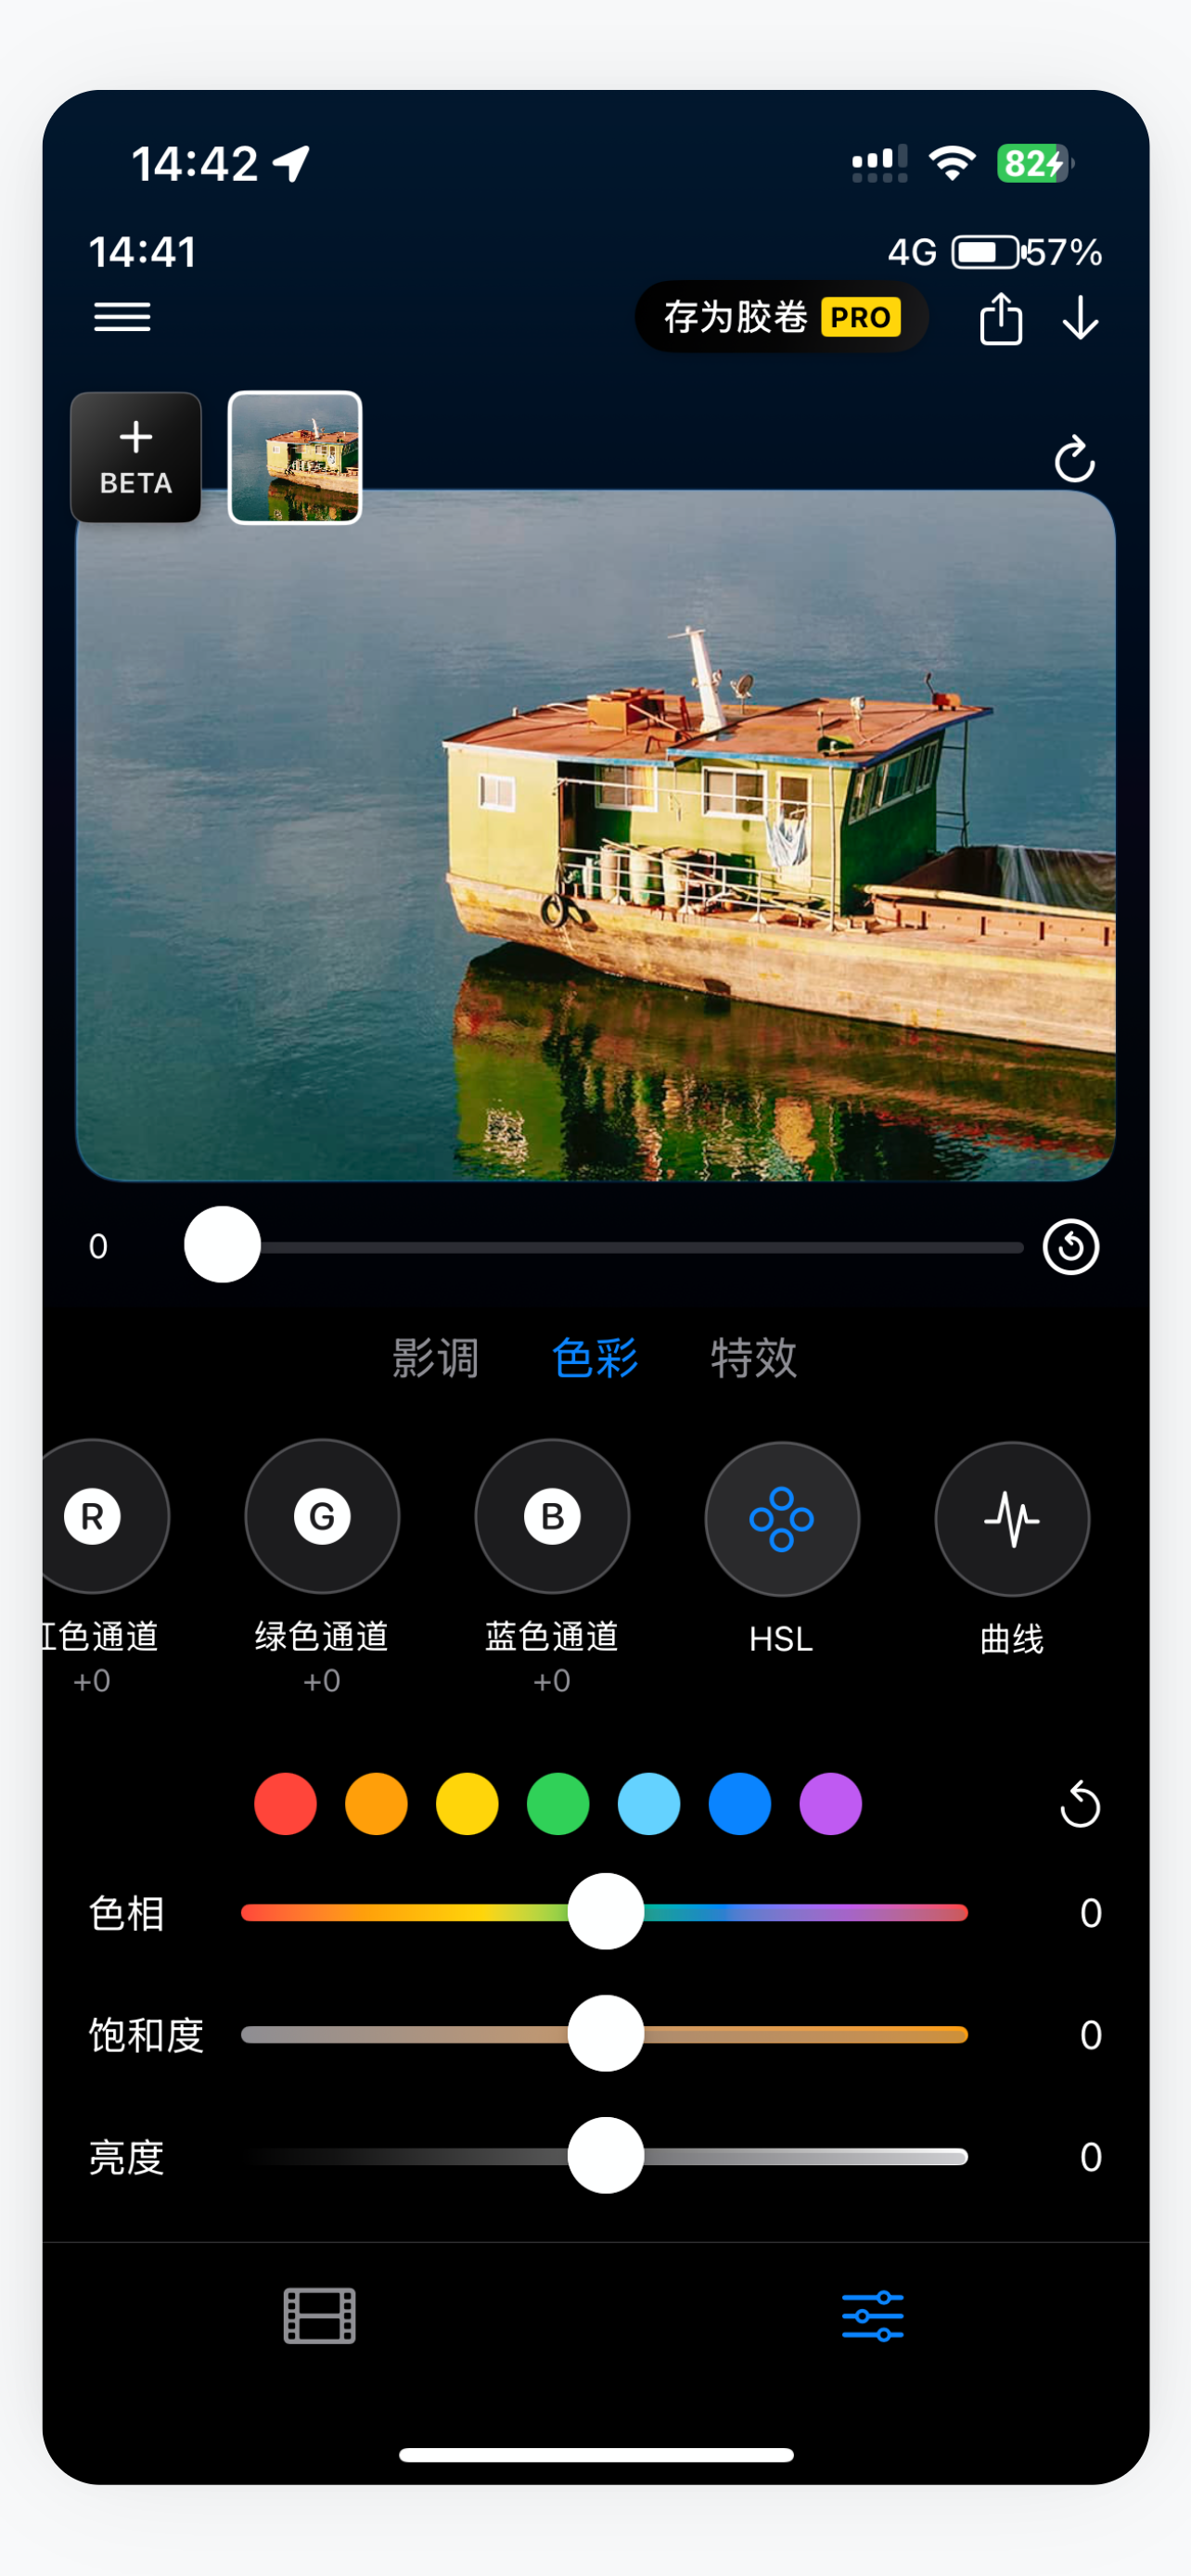 14:42
82
14:41
4G 57%
存为胶卷 PRO
+
BETA
0
影调 色彩 特效
R G B
红色通道 绿色通道 蓝色通道 HSL 曲线
+0 +0 +0
色相 0
饱和度 0
亮度 0